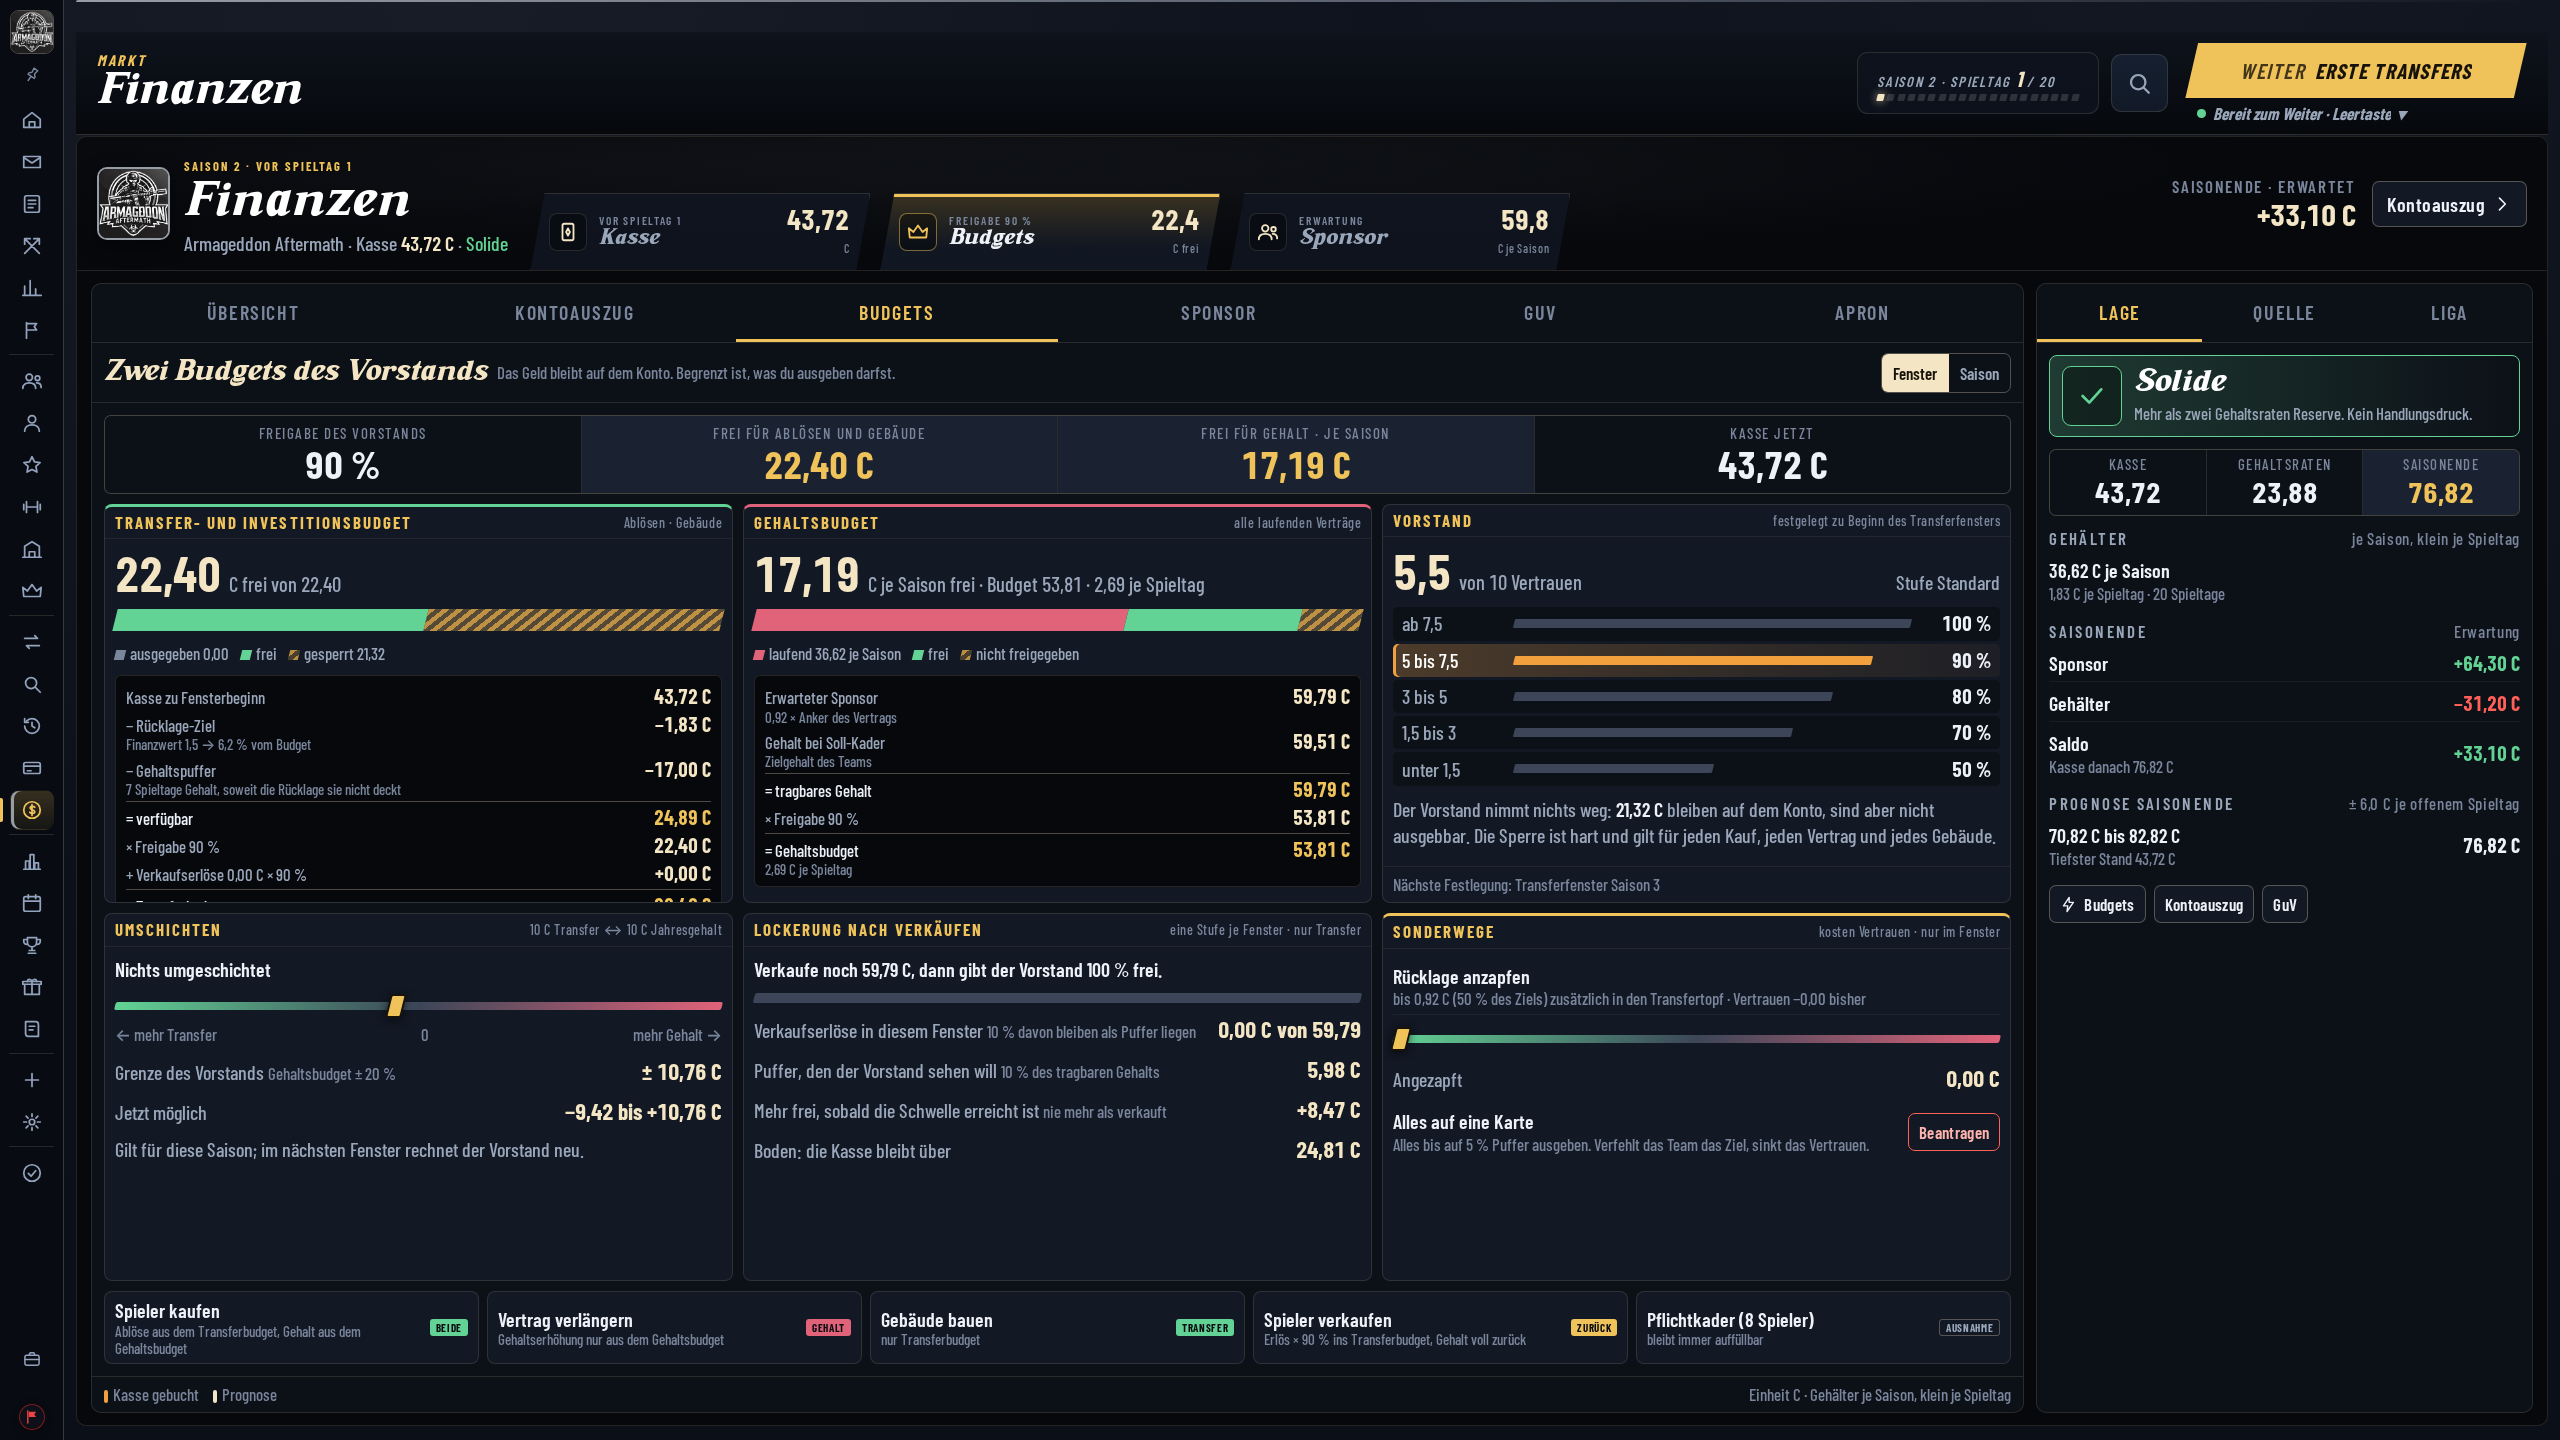 MARKT
Finanzen
SAISON 2 · SPIELTAG 1 / 20
WEITER ERSTE TRANSFERS
Bereit zum Weiter · Leertaste ▼
ARMAGEDDON
AFTERMATH
SAISON 2 · VOR SPIELTAG 1
Finanzen
Armageddon Aftermath · Kasse 43,72 C · Solide
VOR SPIELTAG 1
Kasse
43,72
C
FREIGABE 90 %
Budgets
22,4
C frei
ERWARTUNG
Sponsor
59,8
C je Saison
SAISONENDE · ERWARTET
+33,10 C
Kontoauszug
ÜBERSICHT
KONTOAUSZUG
BUDGETS
SPONSOR
GUV
APRON
Zwei Budgets des Vorstands Das Geld bleibt auf dem Konto. Begrenzt ist, was du ausgeben darfst.
Fenster
Saison
FREIGABE DES VORSTANDS
90 %
FREI FÜR ABLÖSEN UND GEBÄUDE
22,40 C
FREI FÜR GEHALT · JE SAISON
17,19 C
KASSE JETZT
43,72 C
TRANSFER- UND INVESTITIONSBUDGET Ablösen · Gebäude
22,40 C frei von 22,40
ausgegeben 0,00 frei gesperrt 21,32
Kasse zu Fensterbeginn 43,72 C
– Rücklage-Ziel –1,83 C
Finanzwert 1,5 → 6,2 % vom Budget
– Gehaltspuffer –17,00 C
7 Spieltage Gehalt, soweit die Rücklage sie nicht deckt
= verfügbar 24,89 C
× Freigabe 90 % 22,40 C
+ Verkaufserlöse 0,00 C × 90 % +0,00 C
GEHALTSBUDGET alle laufenden Verträge
17,19 C je Saison frei · Budget 53,81 · 2,69 je Spieltag
laufend 36,62 je Saison frei nicht freigegeben
Erwarteter Sponsor 59,79 C
0,92 × Anker des Vertrags
Gehalt bei Soll-Kader 59,51 C
Zielgehalt des Teams
= tragbares Gehalt 59,79 C
× Freigabe 90 % 53,81 C
= Gehaltsbudget 53,81 C
2,69 C je Spieltag
VORSTAND festgelegt zu Beginn des Transferfensters
5,5 von 10 Vertrauen Stufe Standard
ab 7,5 100 %
5 bis 7,5 90 %
3 bis 5 80 %
1,5 bis 3 70 %
unter 1,5 50 %
Der Vorstand nimmt nichts weg: 21,32 C bleiben auf dem Konto, sind aber nicht
ausgebbar. Die Sperre ist hart und gilt für jeden Kauf, jeden Vertrag und jedes Gebäude.
Nächste Festlegung: Transferfenster Saison 3
UMSCHICHTEN 10 C Transfer ↔ 10 C Jahresgehalt
Nichts umgeschichtet
← mehr Transfer 0 mehr Gehalt →
Grenze des Vorstands Gehaltsbudget ± 20 % ± 10,76 C
Jetzt möglich –9,42 bis +10,76 C
Gilt für diese Saison; im nächsten Fenster rechnet der Vorstand neu.
LOCKERUNG NACH VERKÄUFEN eine Stufe je Fenster · nur Transfer
Verkaufe noch 59,79 C, dann gibt der Vorstand 100 % frei.
Verkaufserlöse in diesem Fenster 10 % davon bleiben als Puffer liegen 0,00 C von 59,79
Puffer, den der Vorstand sehen will 10 % des tragbaren Gehalts 5,98 C
Mehr frei, sobald die Schwelle erreicht ist nie mehr als verkauft +8,47 C
Boden: die Kasse bleibt über 24,81 C
SONDERWEGE kosten Vertrauen · nur im Fenster
Rücklage anzapfen
bis 0,92 C (50 % des Ziels) zusätzlich in den Transfertopf · Vertrauen –0,00 bisher
Angezapft 0,00 C
Alles auf eine Karte
Alles bis auf 5 % Puffer ausgeben. Verfehlt das Team das Ziel, sinkt das Vertrauen.
Beantragen
Spieler kaufen
Ablöse aus dem Transferbudget, Gehalt aus dem
Gehaltsbudget
BEIDE
Vertrag verlängern
Gehaltserhöhung nur aus dem Gehaltsbudget
GEHALT
Gebäude bauen
nur Transferbudget
TRANSFER
Spieler verkaufen
Erlös × 90 % ins Transferbudget, Gehalt voll zurück
ZURÜCK
Pflichtkader (8 Spieler)
bleibt immer auffüllbar
AUSNAHME
Kasse gebucht Prognose
Einheit C · Gehälter je Saison, klein je Spieltag
LAGE
QUELLE
LIGA
Solide
Mehr als zwei Gehaltsraten Reserve. Kein Handlungsdruck.
KASSE
43,72
GEHALTSRATEN
23,88
SAISONENDE
76,82
GEHÄLTER je Saison, klein je Spieltag
36,62 C je Saison
1,83 C je Spieltag · 20 Spieltage
SAISONENDE Erwartung
Sponsor +64,30 C
Gehälter –31,20 C
Saldo +33,10 C
Kasse danach 76,82 C
PROGNOSE SAISONENDE ± 6,0 C je offenem Spieltag
70,82 C bis 82,82 C 76,82 C
Tiefster Stand 43,72 C
Budgets
Kontoauszug
GuV